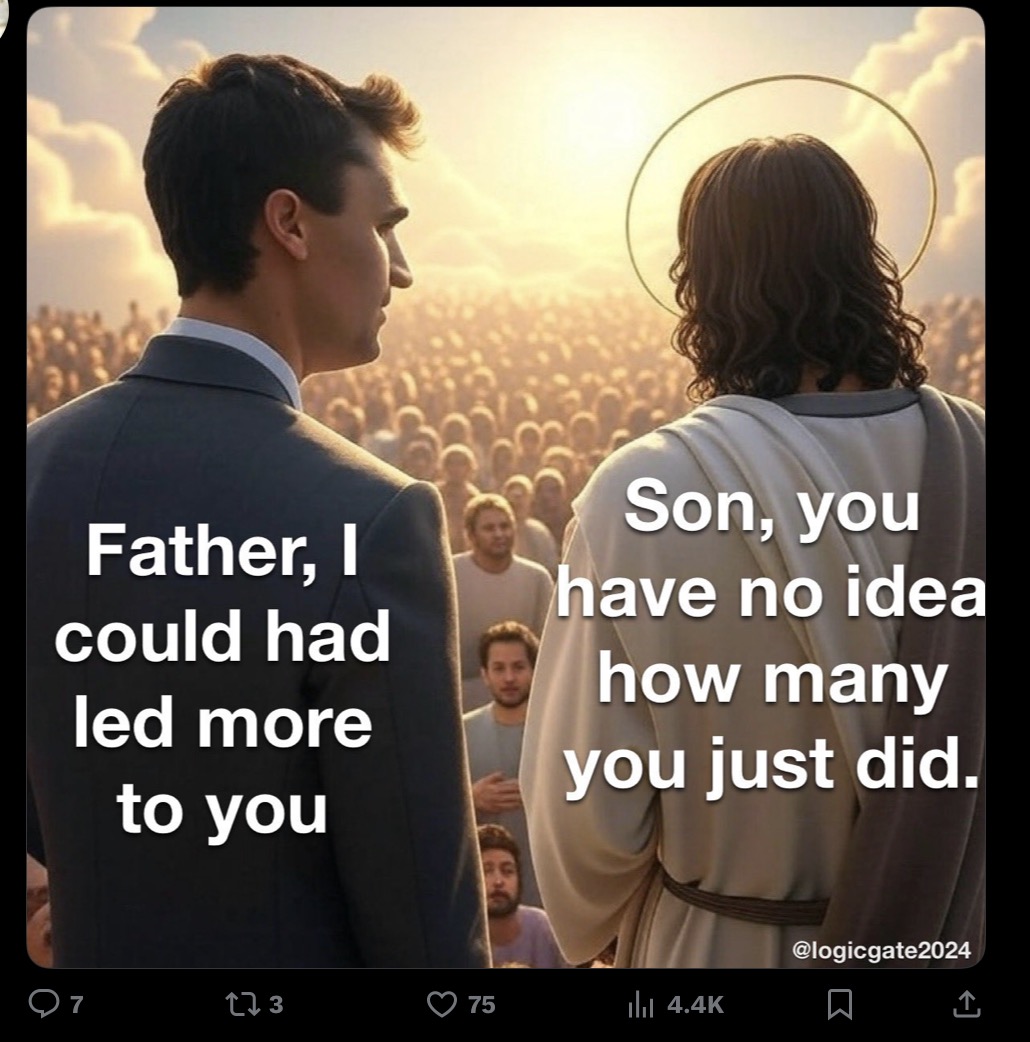 Father, I
could had
led more
to you
Son, you
have no idea
how many
you just did.
@logicgate2024
7 3 75 4.4K